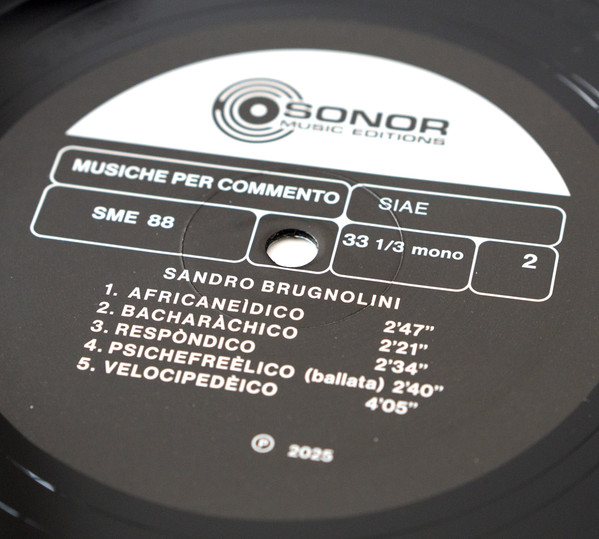 SONOR
MUSIC EDITIONS
MUSICHE PER COMMENTO
SIAE
SME 88
33 1/3 mono
2
SANDRO BRUGNOLINI
1. AFRICANEÌDICO 2'47"
2. BACHARÀCHICO 2'21"
3. RESPÒNDICO 2'34"
4. PSICHEFREÈLICO (ballata) 2'40"
5. VELOCIPEDÈICO 4'05"
℗ 2025